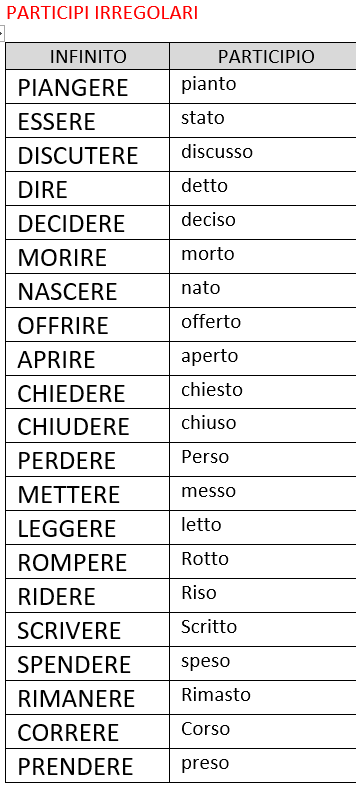 PARTICIPI IRREGOLARI
INFINITO PARTICIPIO
PIANGERE pianto
ESSERE stato
DISCUTERE discusso
DIRE detto
DECIDERE deciso
MORIRE morto
NASCERE nato
OFFRIRE offerto
APRIRE aperto
CHIEDERE chiesto
CHIUDERE chiuso
PERDERE Perso
METTERE messo
LEGGERE letto
ROMPERE Rotto
RIDERE Riso
SCRIVERE Scritto
SPENDERE speso
RIMANERE Rimasto
CORRERE Corso
PRENDERE preso